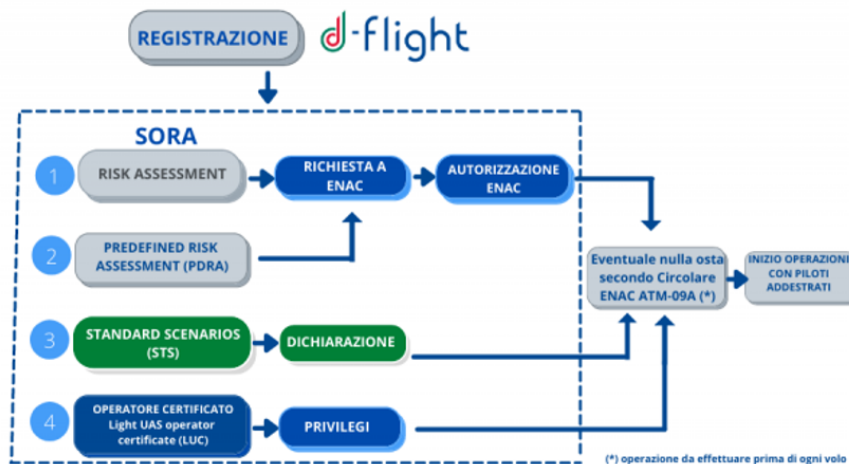 REGISTRAZIONE
d-flight
SORA
1
RISK ASSESSMENT
RICHIESTA A
ENAC
AUTORIZZAZIONE
ENAC
2
PREDEFINED RISK
ASSESSMENT (PDRA)
Eventuale nulla osta
secondo Circolare
ENAC ATM-09A (*)
INIZIO OPERAZIONI
CON PILOTI
ADDESTRATI
3
STANDARD SCENARIOS
(STS)
DICHIARAZIONE
4
OPERATORE CERTIFICATO
Light UAS operator
certificate (LUC)
PRIVILEGI
(*) operazione da effettuare prima di ogni volo